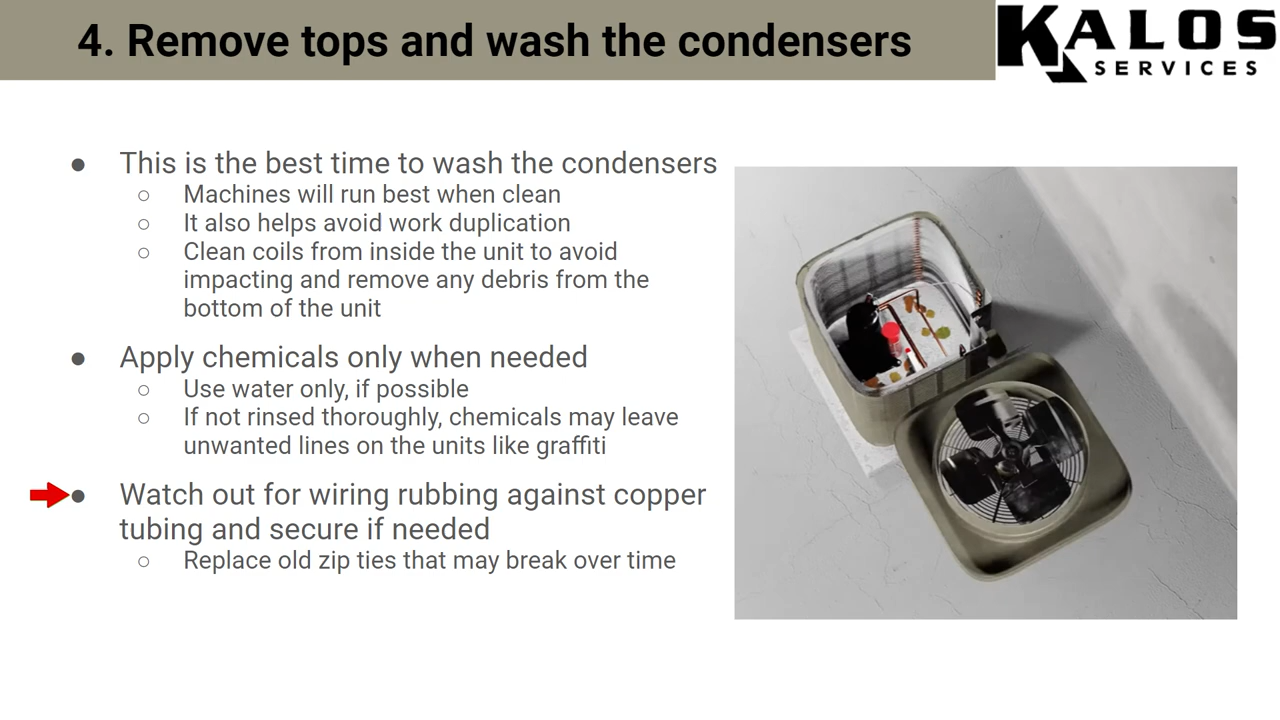 4. Remove tops and wash the condensers
KALOS
SERVICES
● This is the best time to wash the condensers
○ Machines will run best when clean
○ It also helps avoid work duplication
○ Clean coils from inside the unit to avoid
impacting and remove any debris from the
bottom of the unit
● Apply chemicals only when needed
○ Use water only, if possible
○ If not rinsed thoroughly, chemicals may leave
unwanted lines on the units like graffiti
● Watch out for wiring rubbing against copper
tubing and secure if needed
○ Replace old zip ties that may break over time